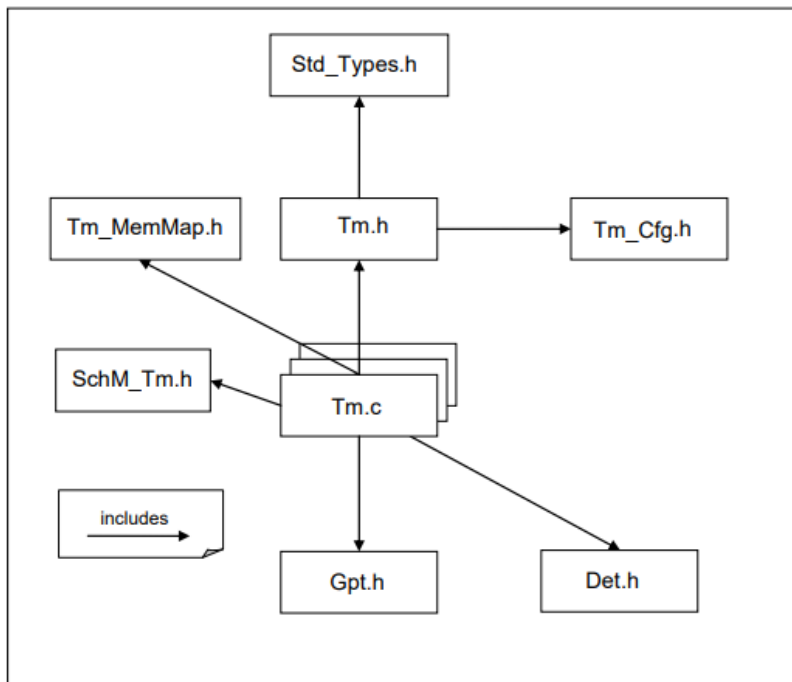 Std_Types.h
Tm_MemMap.h
Tm.h
Tm_Cfg.h
SchM_Tm.h
Tm.c
includes
Gpt.h
Det.h